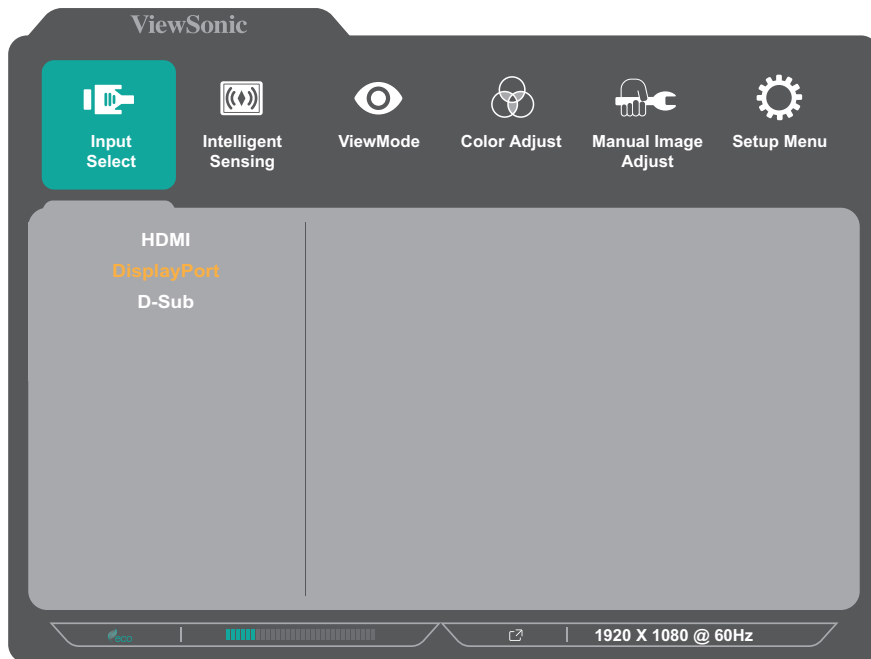 ViewSonic
Input
Select
Intelligent
Sensing
ViewMode
Color Adjust
Manual Image
Adjust
Setup Menu
HDMI
DisplayPort
D-Sub
eco
1920 X 1080 @ 60Hz